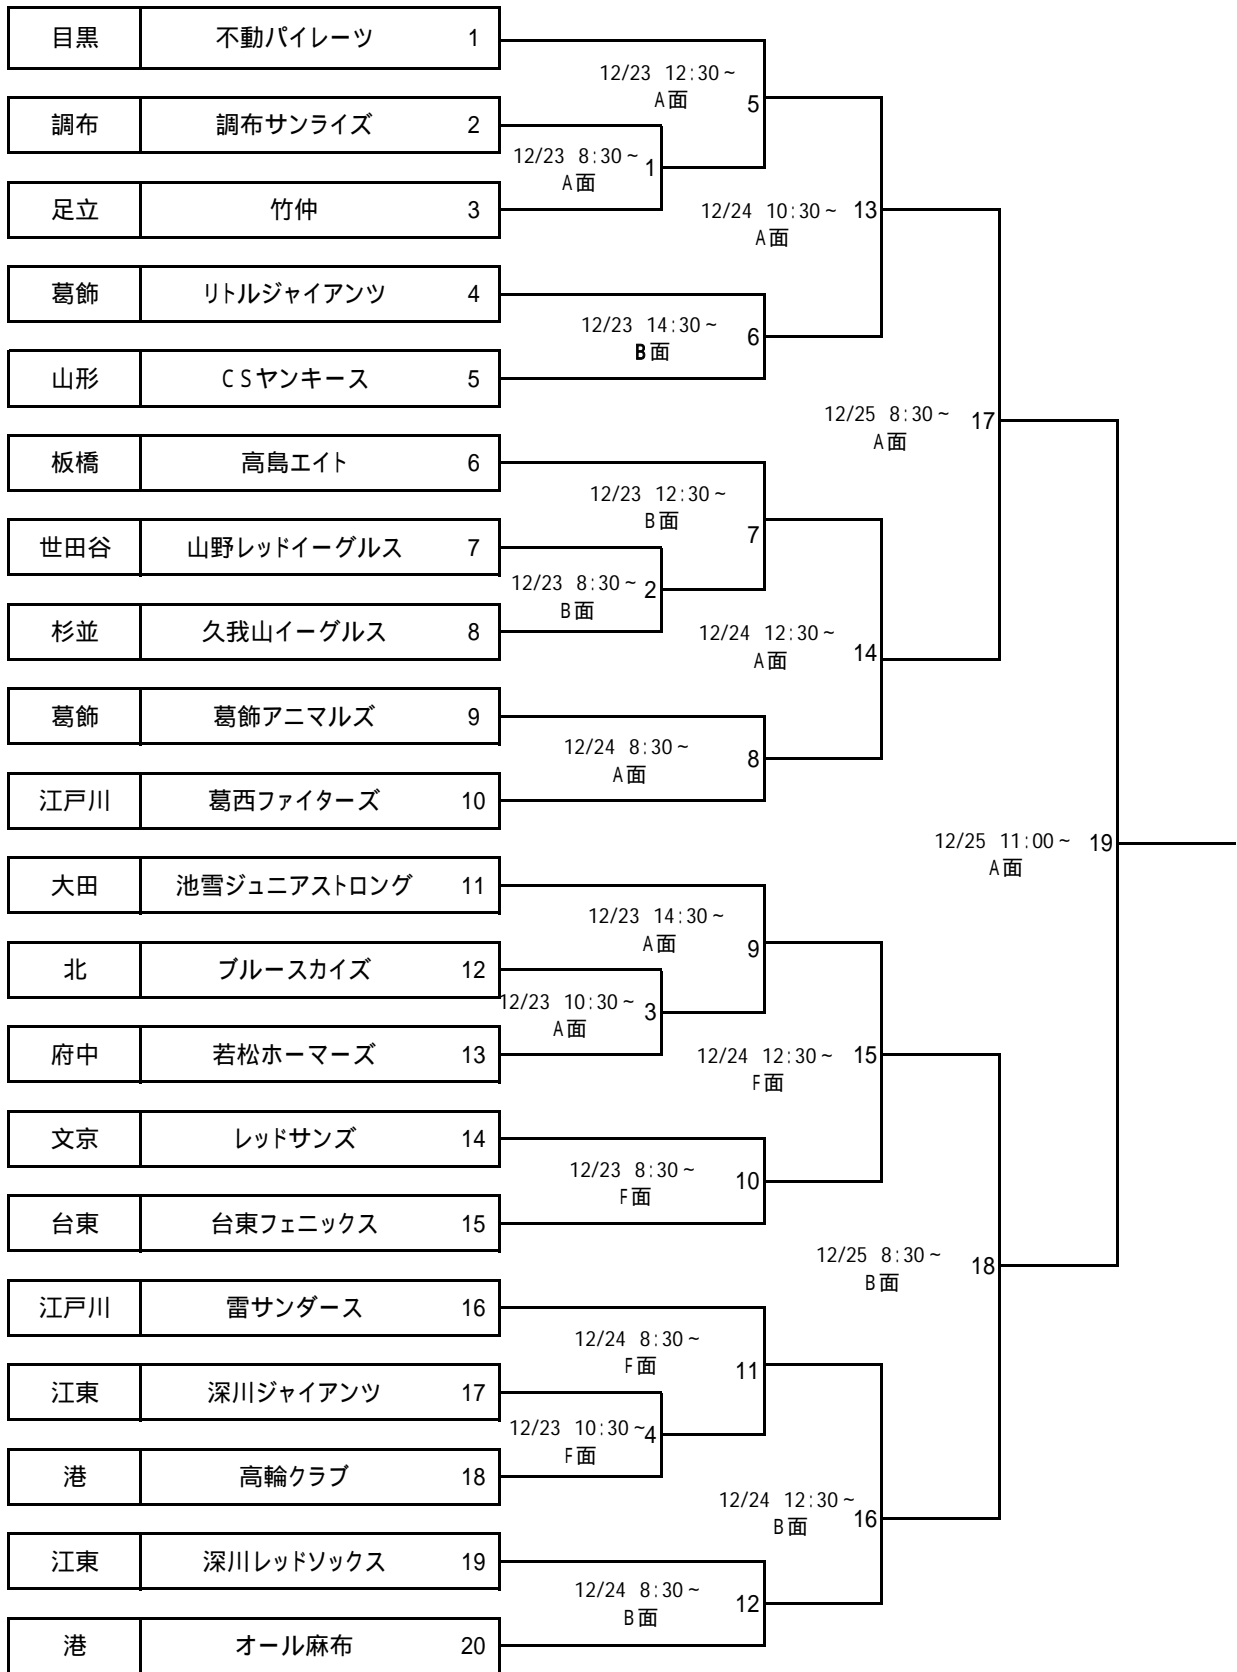 目黒 不動パイレーツ 1
12/23 12:30~
A面
5
調布 調布サンライズ 2
12/23 8:30~
A面
1
足立 竹仲 3
12/24 10:30~
A面
13
葛飾 リトルジャイアンツ 4
12/23 14:30~
B面
6
山形 CSヤンキース 5
12/25 8:30~
A面
17
板橋 高島エイト 6
12/23 12:30~
B面
7
世田谷 山野レッドイーグルス 7
12/23 8:30~
B面
2
杉並 久我山イーグルス 8
12/24 12:30~
A面
14
葛飾 葛飾アニマルズ 9
12/24 8:30~
A面
8
江戸川 葛西ファイターズ 10
12/25 11:00~
A面
19
大田 池雪ジュニアストロング 11
12/23 14:30~
A面
9
北 ブルースカイズ 12
12/23 10:30~
A面
3
府中 若松ホーマーズ 13
12/24 12:30~
F面
15
文京 レッドサンズ 14
12/23 8:30~
F面
10
台東 台東フェニックス 15
12/25 8:30~
B面
18
江戸川 雷サンダース 16
12/24 8:30~
F面
11
江東 深川ジャイアンツ 17
12/23 10:30~
F面
4
港 高輪クラブ 18
12/24 12:30~
B面
16
江東 深川レッドソックス 19
12/24 8:30~
B面
12
港 オール麻布 20